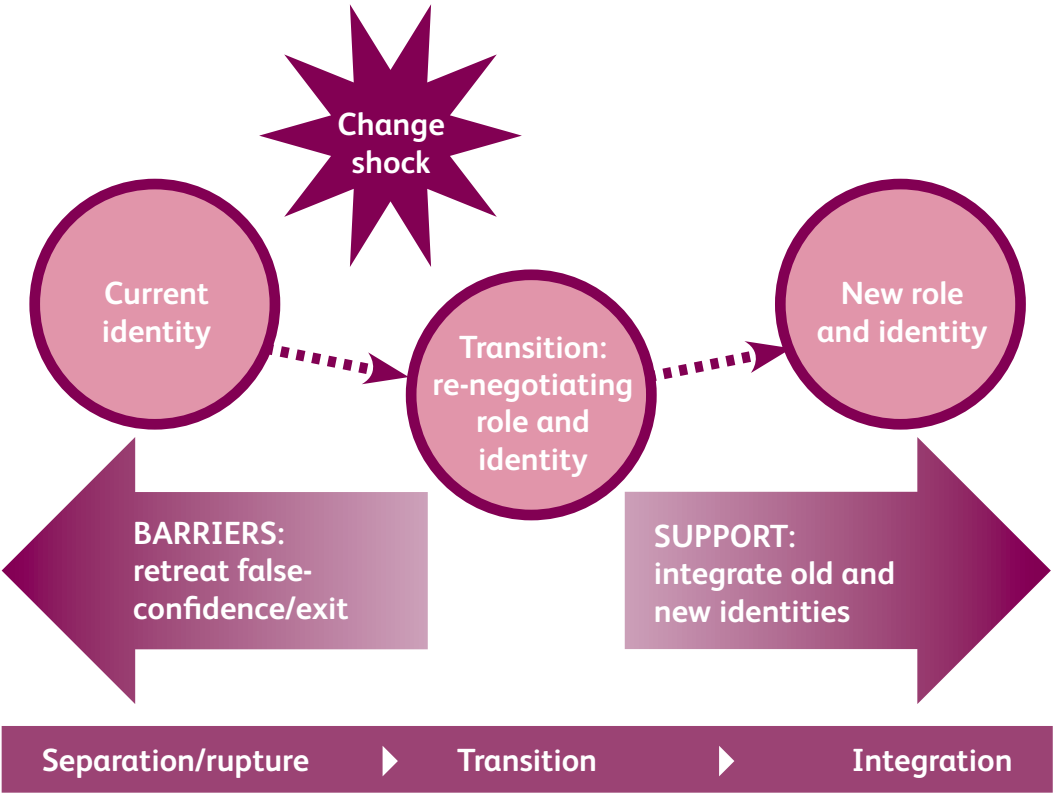 Change
shock
Current
identity
Transition:
re-negotiating
role and
identity
New role
and identity
BARRIERS:
retreat false-
confidence/exit
SUPPORT:
integrate old and
new identities
Separation/rupture
Transition
Integration